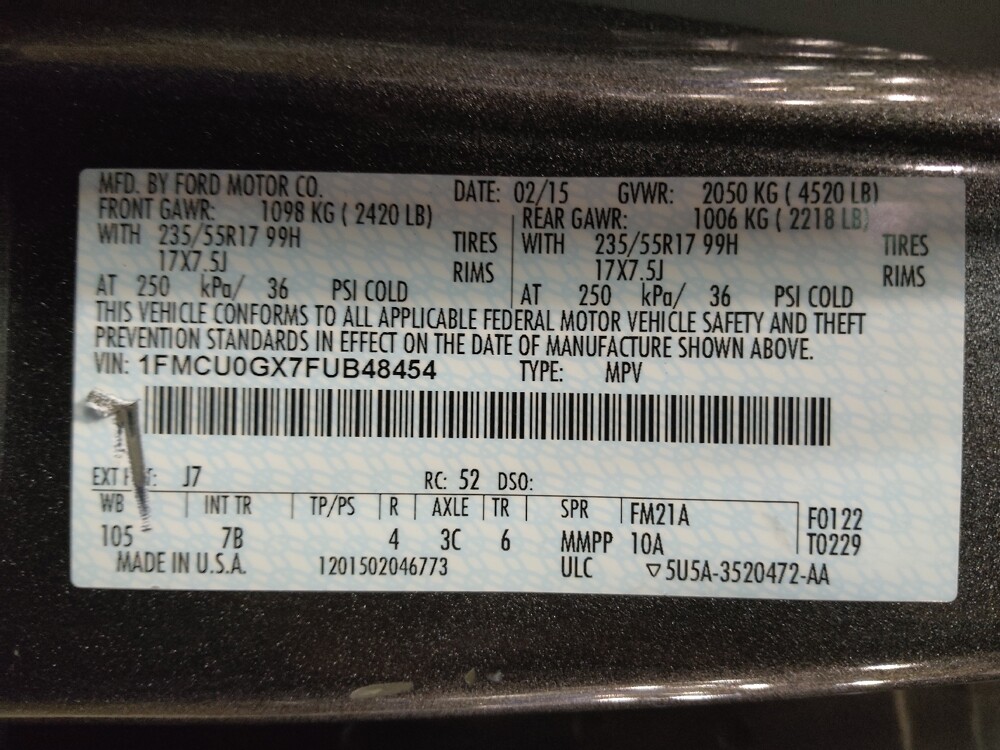 MFD. BY FORD MOTOR CO. DATE: 02/15 GVWR: 2050 KG ( 4520 LB)
FRONT GAWR: 1098 KG ( 2420 LB) REAR GAWR: 1006 KG ( 2218 LB)
WITH 235/55R17 99H TIRES WITH 235/55R17 99H TIRES
17X7.5J RIMS 17X7.5J RIMS
AT 250 kPa/ 36 PSI COLD AT 250 kPa/ 36 PSI COLD
THIS VEHICLE CONFORMS TO ALL APPLICABLE FEDERAL MOTOR VEHICLE SAFETY AND THEFT
PREVENTION STANDARDS IN EFFECT ON THE DATE OF MANUFACTURE SHOWN ABOVE.
VIN: 1FMCU0GX7FUB48454 TYPE: MPV
EXT J7 RC: 52 DSO:
WB INT TR TP/PS R AXLE TR SPR FM21A F0122
105 7B 4 3C 6 MMPP 10A T0229
MADE IN U.S.A. 1201502046773 ULC ▽5U5A-3520472-AA